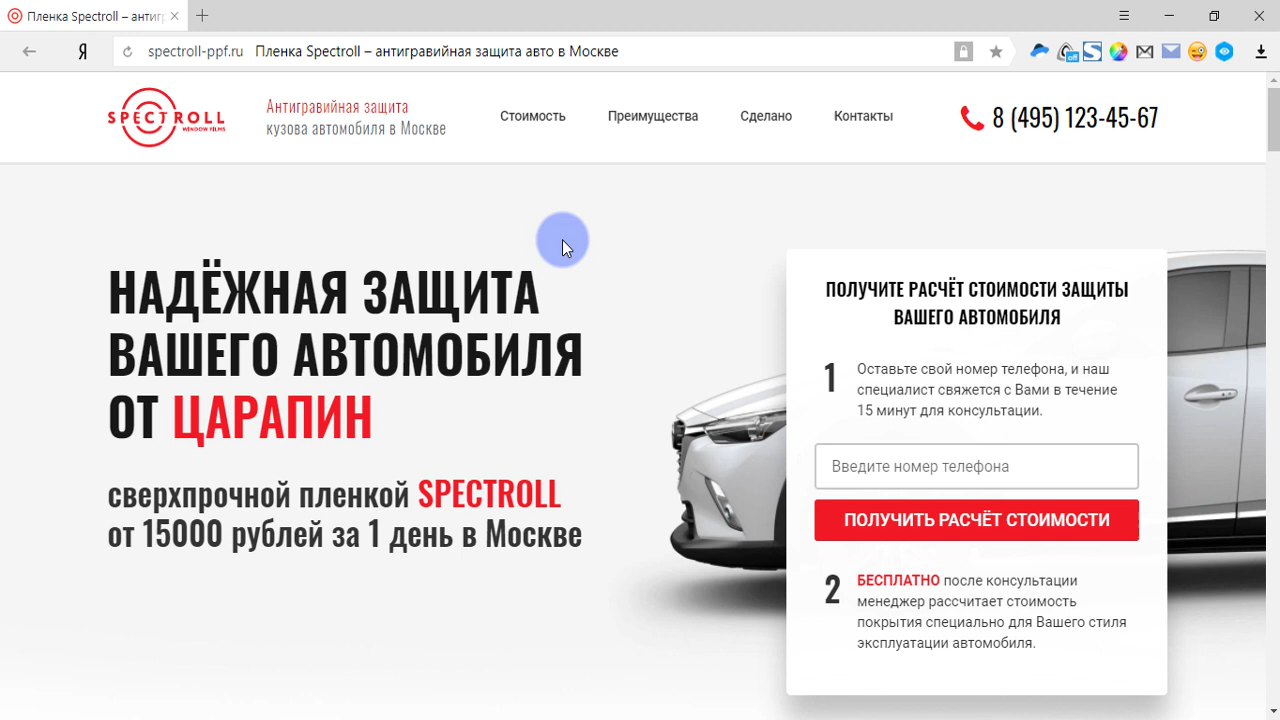 Пленка Spectroll – антигр
Я
spectroll-ppf.ru Пленка Spectroll – антигравийная защита авто в Москве
off
S
SPECTROLL
WINDOW FILMS
Антигравийная защита
кузова автомобиля в Москве
Стоимость Преимущества Сделано Контакты
8 (495) 123-45-67
НАДЁЖНАЯ ЗАЩИТА
ВАШЕГО АВТОМОБИЛЯ
ОТ ЦАРАПИН
сверхпрочной пленкой SPECTROLL
от 15000 рублей за 1 день в Москве
ПОЛУЧИТЕ РАСЧЁТ СТОИМОСТИ ЗАЩИТЫ
ВАШЕГО АВТОМОБИЛЯ
1
Оставьте свой номер телефона, и наш
специалист свяжется с Вами в течение
15 минут для консультации.
Введите номер телефона
ПОЛУЧИТЬ РАСЧЁТ СТОИМОСТИ
2
БЕСПЛАТНО после консультации
менеджер рассчитает стоимость
покрытия специально для Вашего стиля
эксплуатации автомобиля.